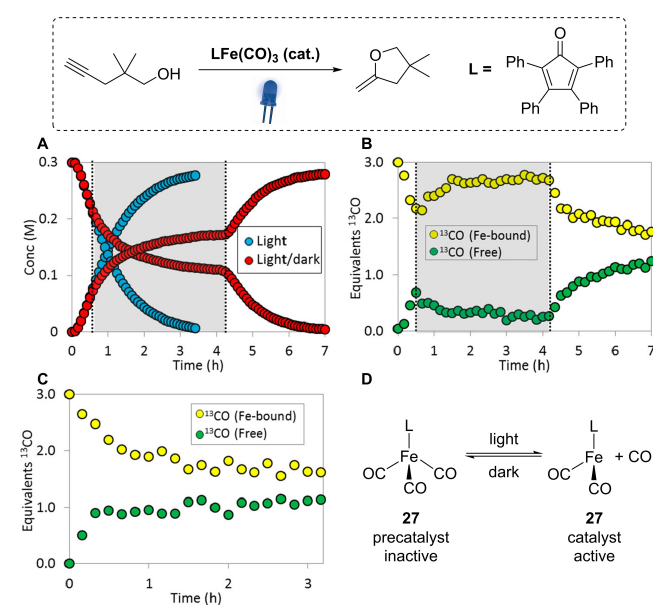 OH
LFe(CO)₃ (cat.)
O
L =
O
Ph
Ph
Ph
Ph
A
0.3
0.2
0.1
0
Conc (M)
Light
Light/dark
0 1 2 3 4 5 6 7
Time (h)
B
3.0
2.0
1.0
0.0
Equivalents ¹³CO
¹³CO (Fe-bound)
¹³CO (Free)
0 1 2 3 4 5 6 7
Time (h)
C
3.0
2.0
1.0
0.0
Equivalents ¹³CO
¹³CO (Fe-bound)
¹³CO (Free)
0 1 2 3
Time (h)
D
L
Fe
OC CO
CO
light
dark
L
Fe
OC
CO
+ CO
27
precatalyst
inactive
27
catalyst
active